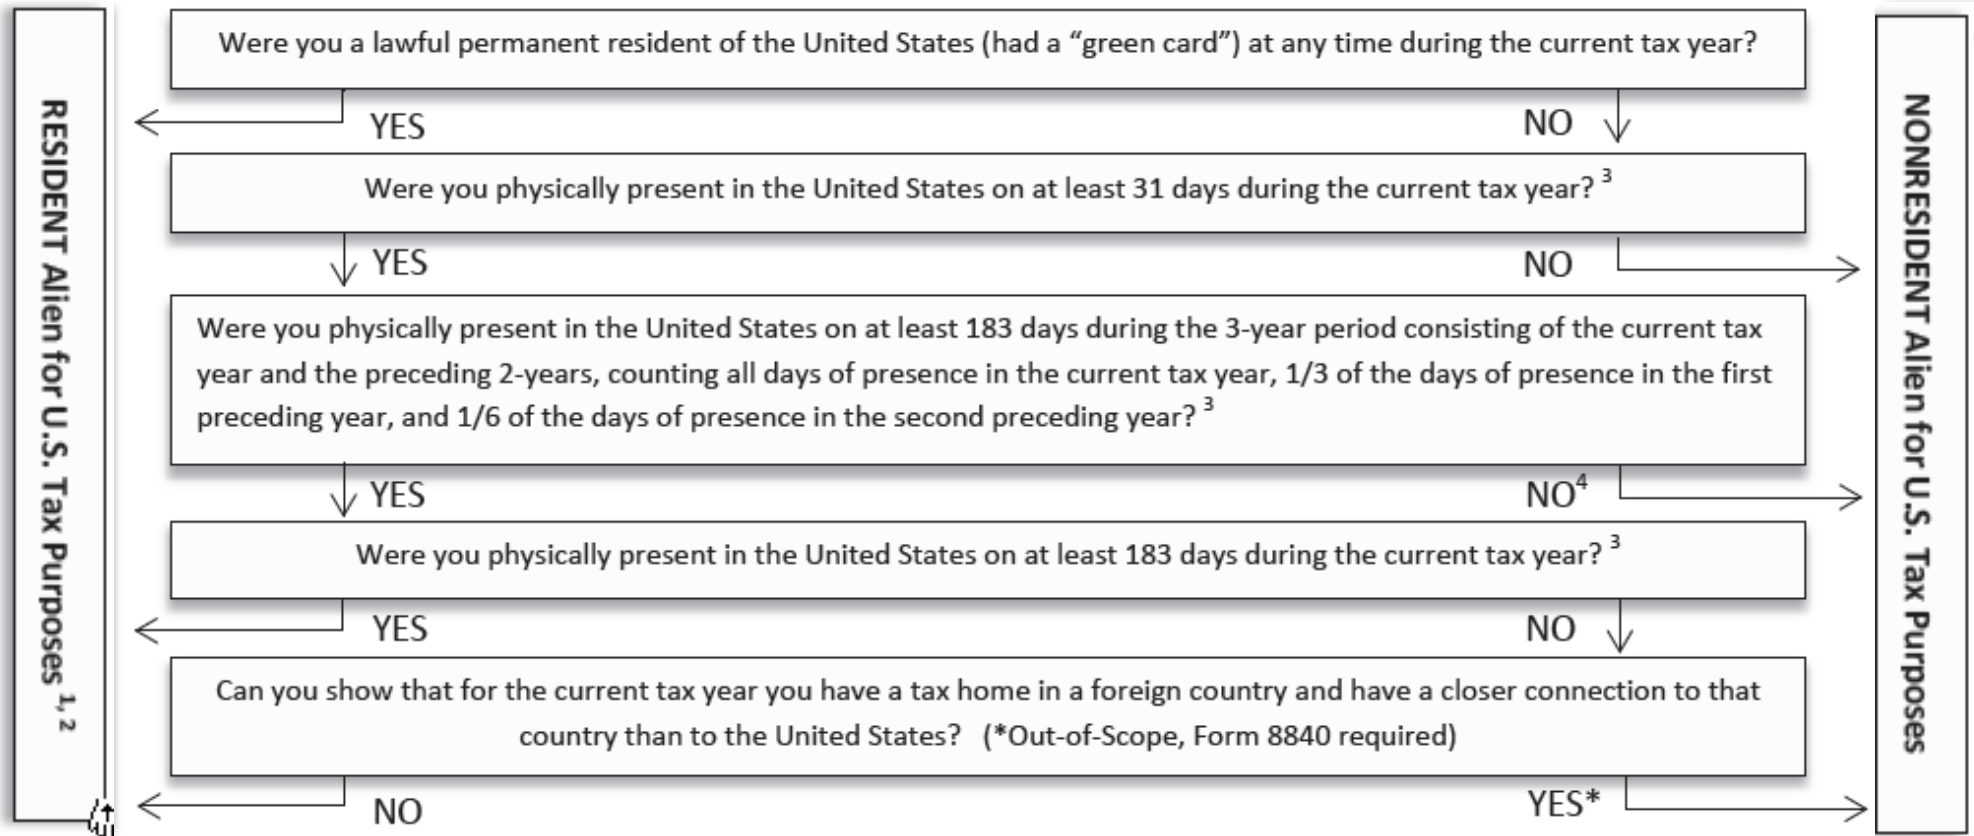 RESIDENT Alien for U.S. Tax Purposes 1, 2
Were you a lawful permanent resident of the United States (had a “green card”) at any time during the current tax year?
YES
NO
Were you physically present in the United States on at least 31 days during the current tax year? 3
YES
NO
Were you physically present in the United States on at least 183 days during the 3-year period consisting of the current tax
year and the preceding 2-years, counting all days of presence in the current tax year, 1/3 of the days of presence in the first
preceding year, and 1/6 of the days of presence in the second preceding year? 3
YES
NO4
Were you physically present in the United States on at least 183 days during the current tax year? 3
YES
NO
Can you show that for the current tax year you have a tax home in a foreign country and have a closer connection to that
country than to the United States? (*Out-of-Scope, Form 8840 required)
NO
YES*
NONRESIDENT Alien for U.S. Tax Purposes